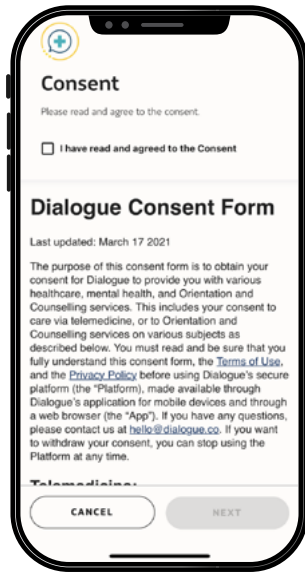 Consent
Please read and agree to the consent.
I have read and agreed to the Consent
Dialogue Consent Form
Last updated: March 17 2021
The purpose of this consent form is to obtain your
consent for Dialogue to provide you with various
healthcare, mental health, and Orientation and
Counselling services. This includes your consent to
care via telemedicine, or to Orientation and
Counselling services on various subjects as
described below. You must read and be sure that you
fully understand this consent form, the Terms of Use,
and the Privacy Policy before using Dialogue's secure
platform (the "Platform), made available through
Dialogue's application for mobile devices and through
a web browser (the "App"). If you have any questions,
please contact us at hello@dialogue.co. If you want
to withdraw your consent, you can stop using the
Platform at any time.
Telemedicine:
CANCEL
NEXT